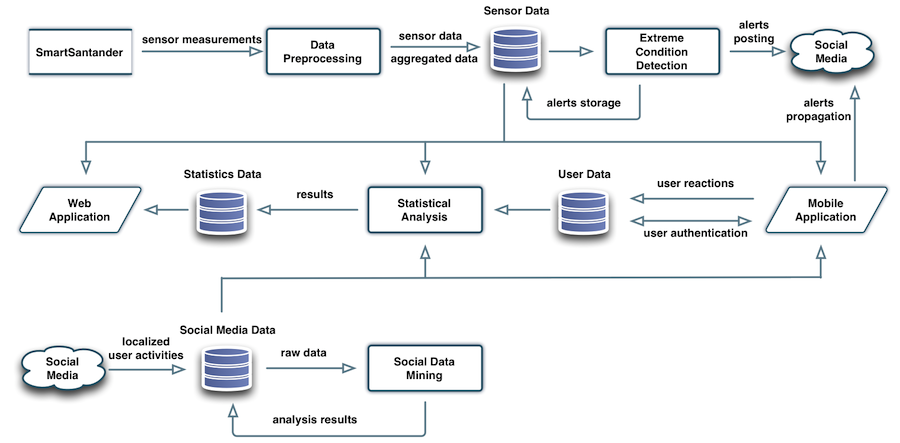 Sensor Data
SmartSantander
sensor measurements
Data
Preprocessing
sensor data
aggregated data
Extreme
Condition
Detection
alerts
posting
Social
Media
alerts storage
alerts
propagation
Web
Application
Statistics Data
results
Statistical
Analysis
User Data
user reactions
user authentication
Mobile
Application
Social Media Data
Social
Media
localized
user activities
raw data
Social Data
Mining
analysis results